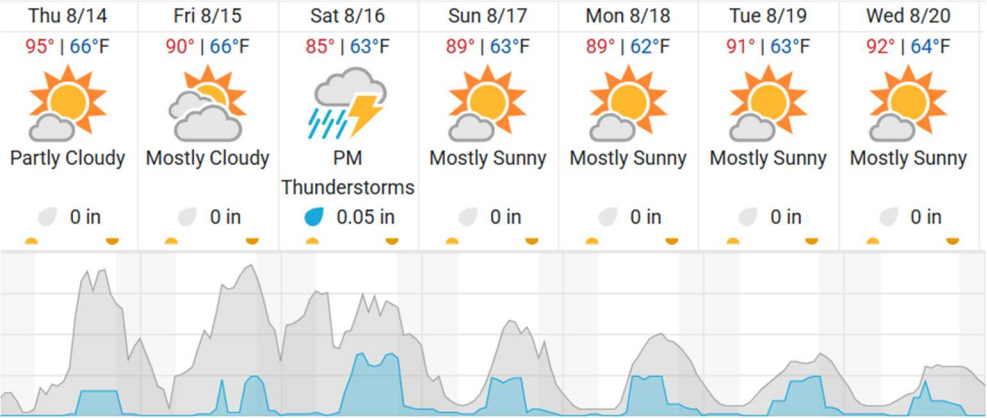 Thu 8/14 Fri 8/15 Sat 8/16 Sun 8/17 Mon 8/18 Tue 8/19 Wed 8/20
95° | 66°F 90° | 66°F 85° | 63°F 89° | 63°F 89° | 62°F 91° | 63°F 92° | 64°F
Partly Cloudy Mostly Cloudy PM Mostly Sunny Mostly Sunny Mostly Sunny Mostly Sunny
Thunderstorms
0 in 0 in 0.05 in 0 in 0 in 0 in 0 in